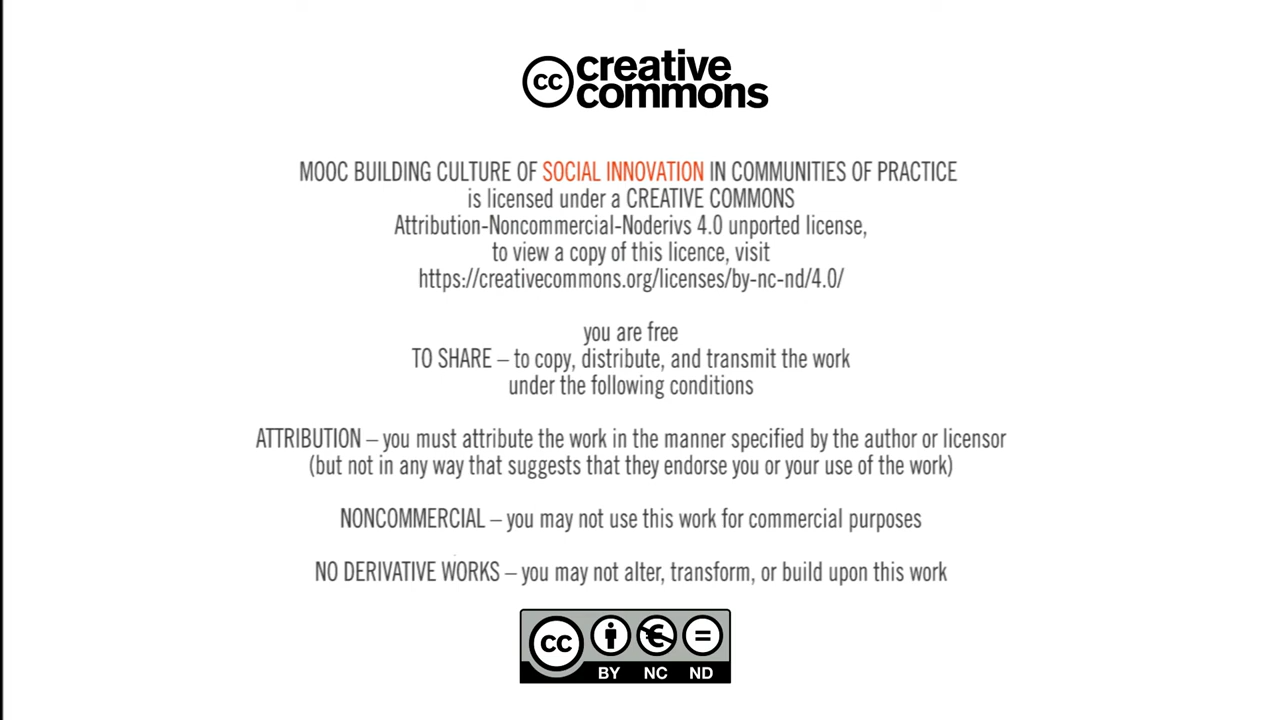 cc creative
commons
MOOC BUILDING CULTURE OF SOCIAL INNOVATION IN COMMUNITIES OF PRACTICE
is licensed under a CREATIVE COMMONS
Attribution-Noncommercial-Noderivs 4.0 unported license,
to view a copy of this licence, visit
https://creativecommons.org/licenses/by-nc-nd/4.0/
you are free
TO SHARE – to copy, distribute, and transmit the work
under the following conditions
ATTRIBUTION – you must attribute the work in the manner specified by the author or licensor
(but not in any way that suggests that they endorse you or your use of the work)
NONCOMMERCIAL – you may not use this work for commercial purposes
NO DERIVATIVE WORKS – you may not alter, transform, or build upon this work
cc € =
BY NC ND